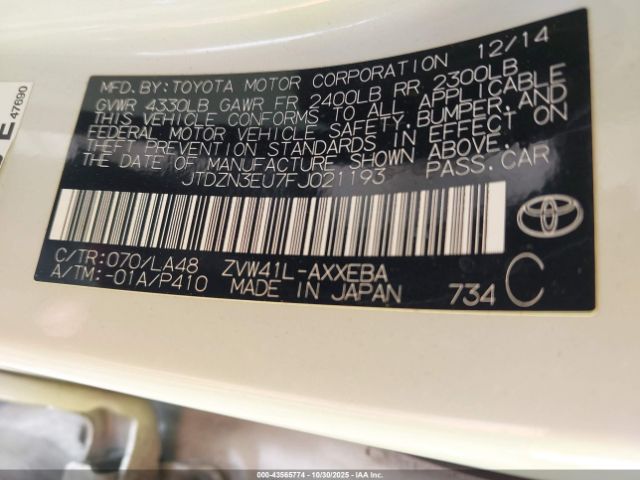 47690
E
12/14
MFD.BY:TOYOTA MOTOR CORPORATION
GVWR 4330LB GAWR FR 2400LB RR 2300LB
THIS VEHICLE CONFORMS TO ALL APPLICABLE
FEDERAL MOTOR VEHICLE SAFETY,BUMPER,AND
THEFT PREVENTION STANDARDS IN EFFECT ON
THE DATE OF MANUFACTURE SHOWN ABOVE.
JTDZN3EU7FJ021193 PASS.CAR
C/TR:070/LA48 ZVW41L-AXXEBA
A/TM:-01A/P410 MADE IN JAPAN 734 C
000-43565774 | 10/30/2025 | IAAI.COM